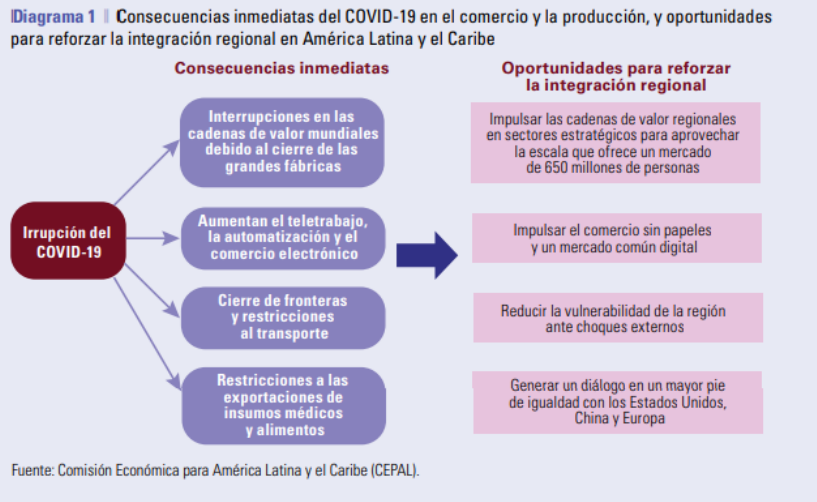 Diagrama 1 Consecuencias inmediatas del COVID-19 en el comercio y la producción, y oportunidades
para reforzar la integración regional en América Latina y el Caribe
Consecuencias inmediatas
Oportunidades para reforzar
la integración regional
Irrupción del
COVID-19
Interrupciones en las
cadenas de valor mundiales
debido al cierre de las
grandes fábricas
Impulsar las cadenas de valor regionales
en sectores estratégicos para aprovechar
la escala que ofrece un mercado
de 650 millones de personas
Aumentan el teletrabajo,
la automatización y el
comercio electrónico
Impulsar el comercio sin papeles
y un mercado común digital
Cierre de fronteras
y restricciones
al transporte
Reducir la vulnerabilidad de la región
ante choques externos
Restricciones a las
exportaciones de
insumos médicos
y alimentos
Generar un diálogo en un mayor pie
de igualdad con los Estados Unidos,
China y Europa
Fuente: Comisión Económica para América Latina y el Caribe (CEPAL).